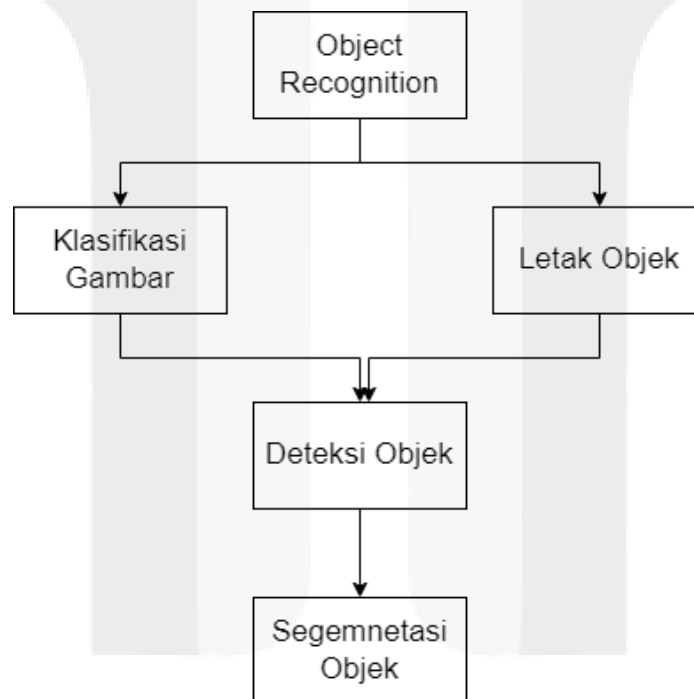 Object
Recognition
Klasifikasi
Gambar
Letak Objek
Deteksi Objek
Segemnetasi
Objek